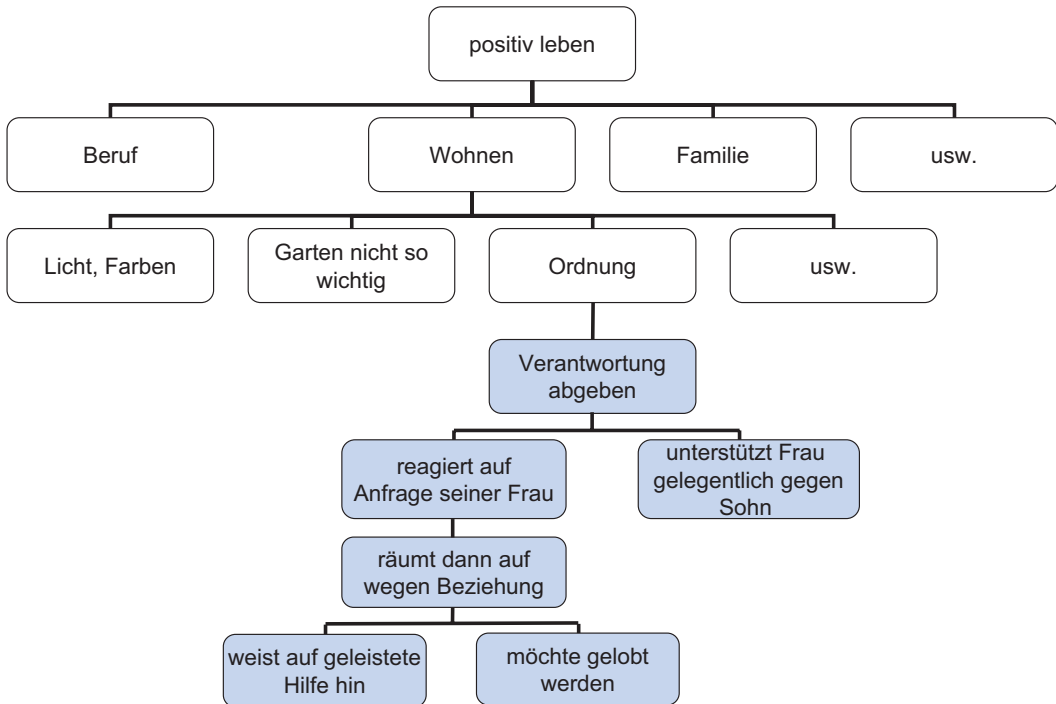 positiv leben
Beruf
Wohnen
Familie
usw.
Licht, Farben
Garten nicht so
wichtig
Ordnung
usw.
Verantwortung
abgeben
reagiert auf
Anfrage seiner Frau
unterstützt Frau
gelegentlich gegen
Sohn
räumt dann auf
wegen Beziehung
weist auf geleistete
Hilfe hin
möchte gelobt
werden